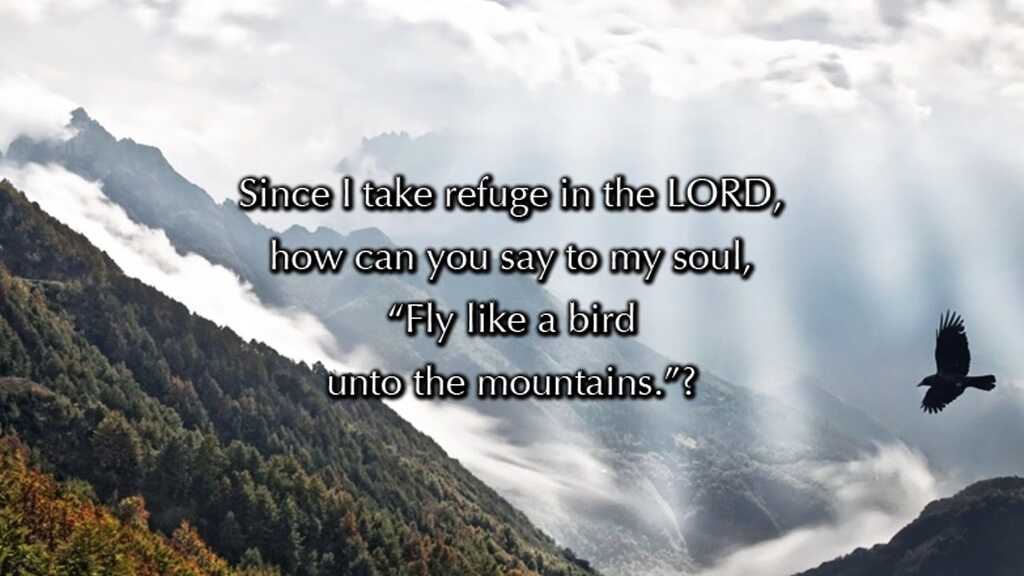 Since I take refuge in the LORD,
how can you say to my soul,
“Fly like a bird
unto the mountains.”?